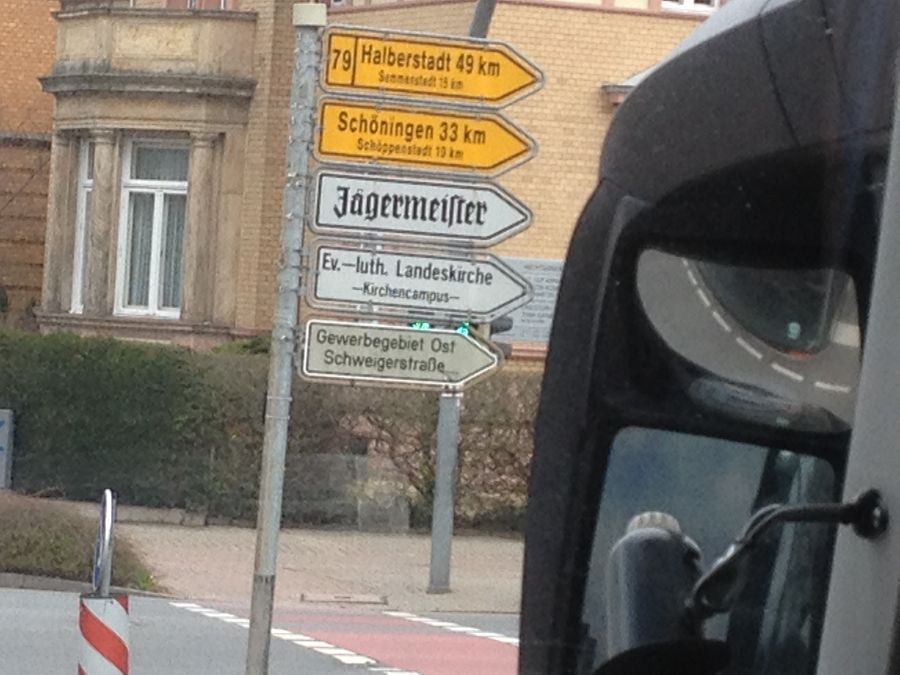 79 Halberstadt 49 km
Semmenstedt 15 km
Schöningen 33 km
Schöppenstedt 19 km
Jägermeiſter
Ev.–luth. Landeskirche
–Kirchencampus–
Gewerbegebiet Ost
Schweigerstraße